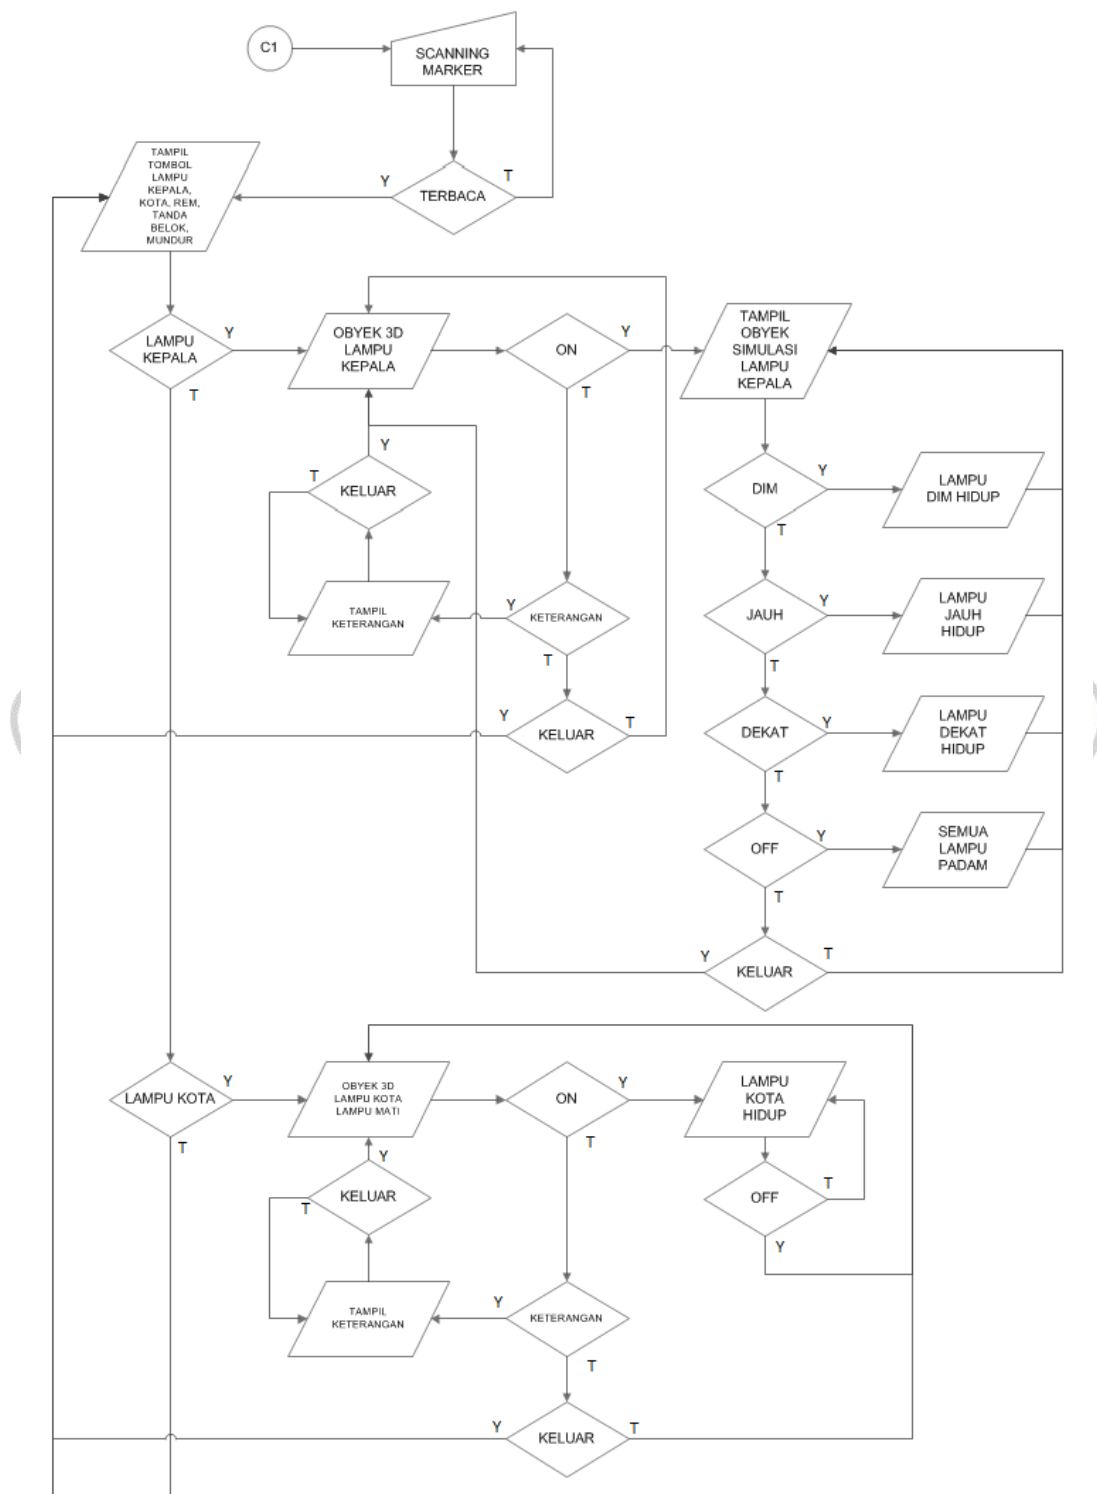 C1
SCANNING
MARKER
Y
TERBACA
T
TAMPIL
TOMBOL
LAMPU
KEPALA,
KOTA, REM,
TANDA
BELOK,
MUNDUR
LAMPU
KEPALA
Y
T
OBYEK 3D
LAMPU
KEPALA
ON
Y
T
TAMPIL
OBYEK
SIMULASI
LAMPU
KEPALA
Y
T
KELUAR
DIM
Y
T
LAMPU
DIM HIDUP
TAMPIL
KETERANGAN
Y
KETERANGAN
T
JAUH
Y
T
LAMPU
JAUH
HIDUP
Y
KELUAR
T
DEKAT
Y
T
LAMPU
DEKAT
HIDUP
OFF
Y
T
SEMUA
LAMPU
PADAM
Y
KELUAR
T
LAMPU KOTA
Y
T
OBYEK 3D
LAMPU KOTA
LAMPU MATI
ON
Y
T
LAMPU
KOTA
HIDUP
Y
KELUAR
T
OFF
T
Y
TAMPIL
KETERANGAN
Y
KETERANGAN
T
Y
KELUAR
T